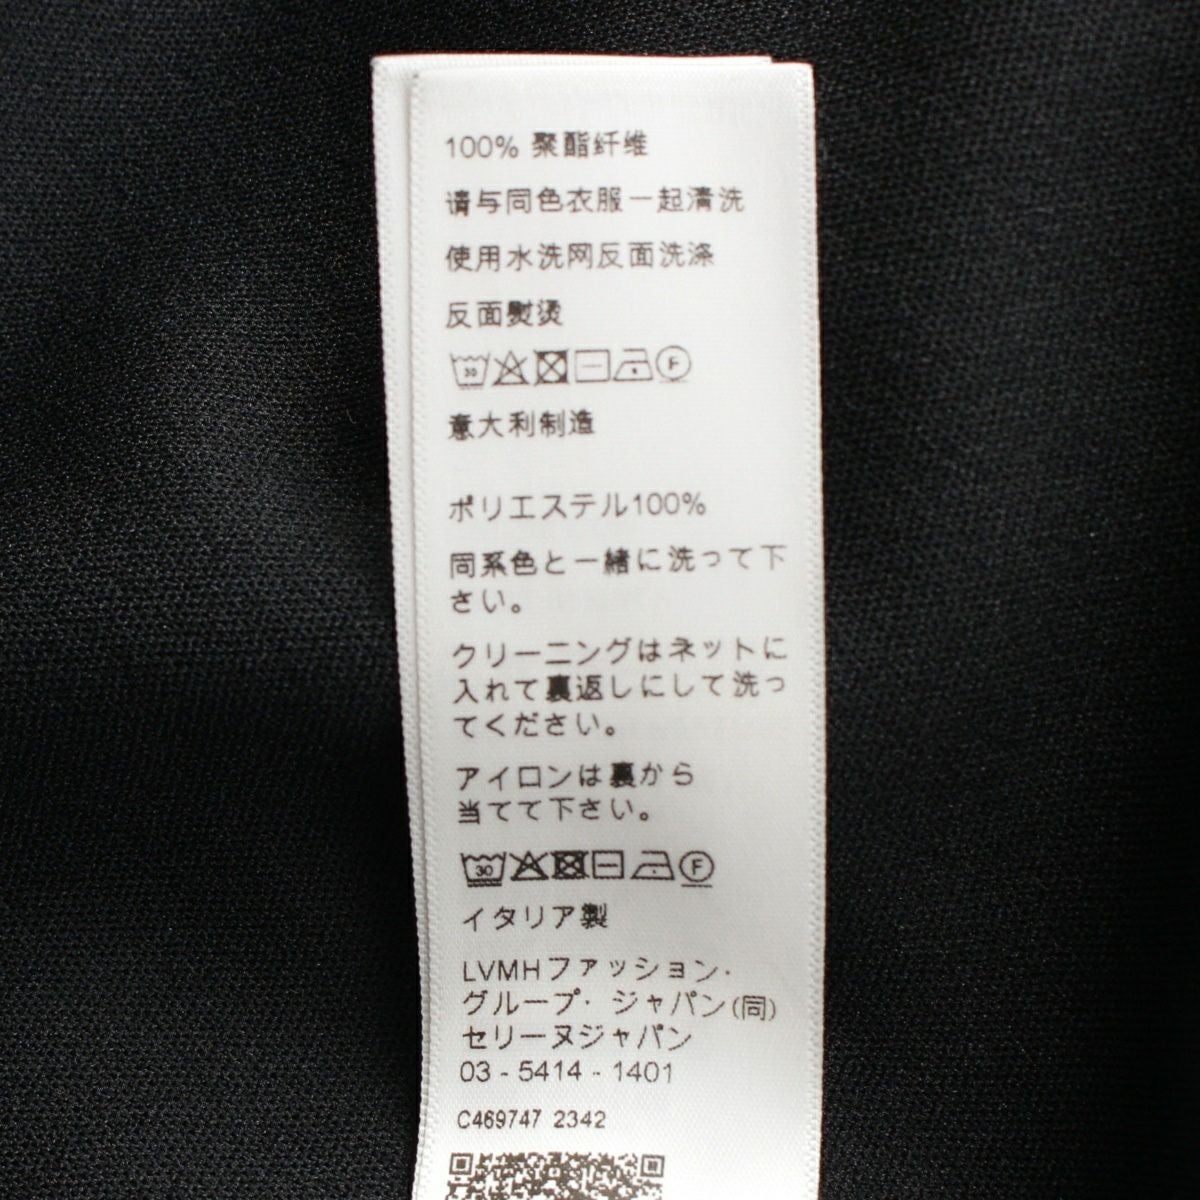 100% 聚酯纤维
请与同色衣服一起清洗
使用水洗网反面洗涤
反面熨烫
30 F
意大利制造
ポリエステル100%
同系色と一緒に洗って下
さい。
クリーニングはネットに
入れて裏返しにして洗っ
てください。
アイロンは裏から
当てて下さい。
30 F
イタリア製
LVMHファッション・
グループ・ジャパン(同)
セリーヌジャパン
03 - 5414 - 1401
C469747 2342